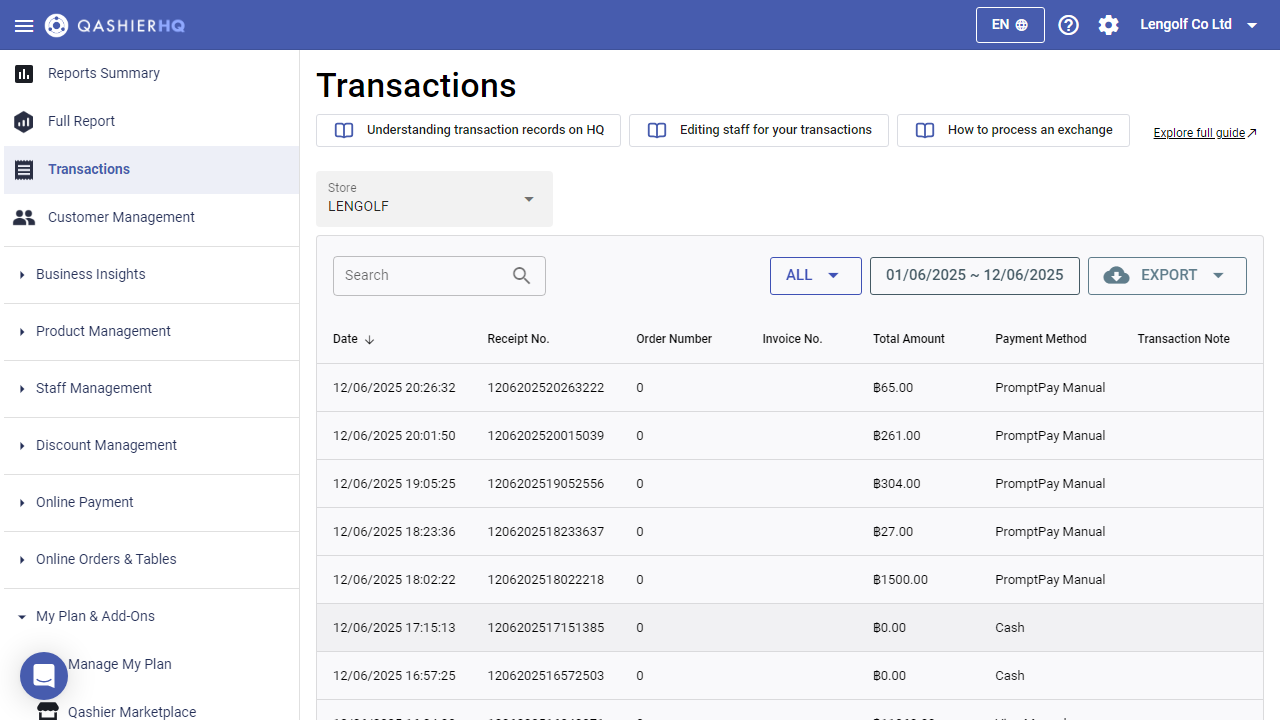 QASHIERHQ
EN
Lengolf Co Ltd
Reports Summary
Full Report
Transactions
Customer Management
Business Insights
Product Management
Staff Management
Discount Management
Online Payment
Online Orders & Tables
My Plan & Add-Ons
Manage My Plan
Qashier Marketplace
Transactions
Understanding transaction records on HQ
Editing staff for your transactions
How to process an exchange
Explore full guide
Store
LENGOLF
Search
ALL
01/06/2025 ~ 12/06/2025
EXPORT
Date Receipt No. Order Number Invoice No. Total Amount Payment Method Transaction Note
12/06/2025 20:26:32 1206202520263222 0 ฿65.00 PromptPay Manual
12/06/2025 20:01:50 1206202520015039 0 ฿261.00 PromptPay Manual
12/06/2025 19:05:25 1206202519052556 0 ฿304.00 PromptPay Manual
12/06/2025 18:23:36 1206202518233637 0 ฿27.00 PromptPay Manual
12/06/2025 18:02:22 1206202518022218 0 ฿1500.00 PromptPay Manual
12/06/2025 17:15:13 1206202517151385 0 ฿0.00 Cash
12/06/2025 16:57:25 1206202516572503 0 ฿0.00 Cash